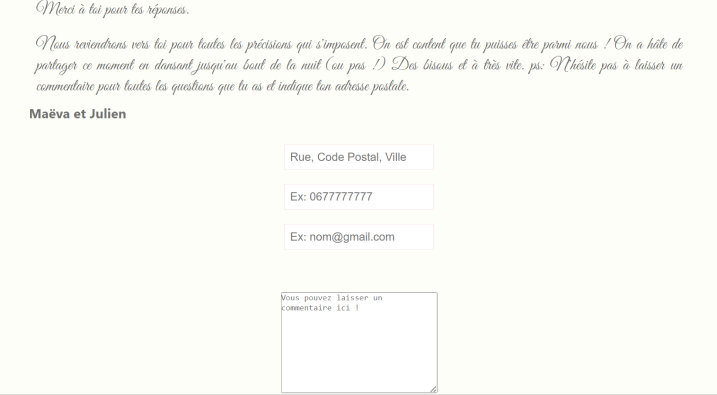 Merci à toi pour tes réponses.
Nous reviendrons vers toi pour toutes les précisions qui s'imposent. On est content que tu puisses être parmi nous ! On a hâte de
partager ce moment en dansant jusqu'au bout de la nuit (ou pas !) Des bisous et à très vite. ps: N'hésite pas à laisser un
commentaire pour toutes les questions que tu as et indique ton adresse postale.
Maëva et Julien
Rue, Code Postal, Ville
Ex: 0677777777
Ex: nom@gmail.com
Vous pouvez laisser un
commentaire ici !